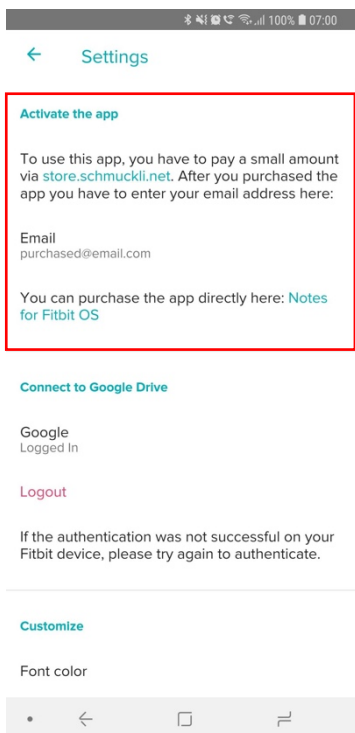 100% 07:00
Settings
Activate the app
To use this app, you have to pay a small amount
via store.schmuckli.net. After you purchased the
app you have to enter your email address here:
Email
purchased@email.com
You can purchase the app directly here: Notes
for Fitbit OS
Connect to Google Drive
Google
Logged In
Logout
If the authentication was not successful on your
Fitbit device, please try again to authenticate.
Customize
Font color